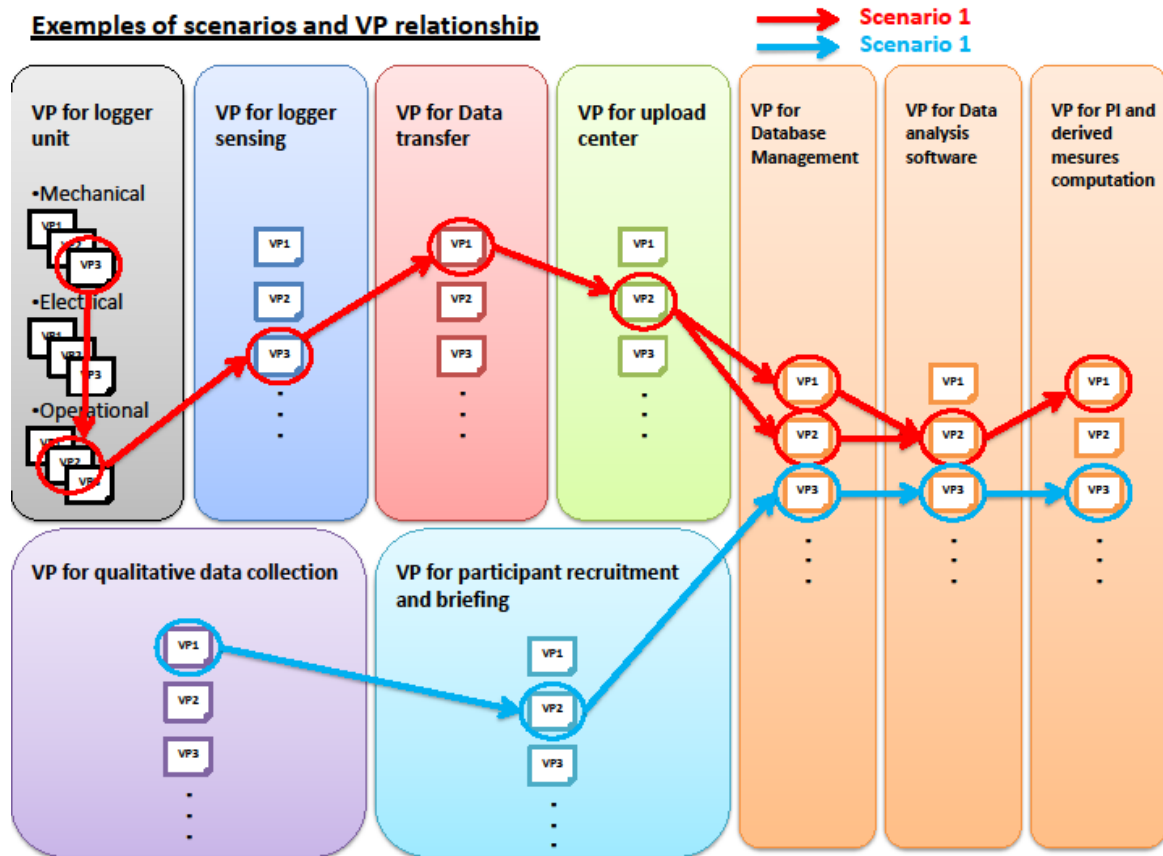 Exemples of scenarios and VP relationship
Scenario 1
Scenario 1
VP for logger
unit
•Mechanical
VP1
VP2
VP3
•Electrical
VP1
VP2
VP3
•Operational
VP1
VP2
VP for logger
sensing
VP1
VP2
VP3
VP for Data
transfer
VP1
VP2
VP3
VP for upload
center
VP1
VP2
VP3
VP for
Database
Management
VP1
VP2
VP3
VP for Data
analysis
software
VP1
VP2
VP3
VP for PI and
derived
mesures
computation
VP1
VP2
VP3
VP for qualitative data collection
VP1
VP2
VP3
VP for participant recruitment
and briefing
VP1
VP2
VP3